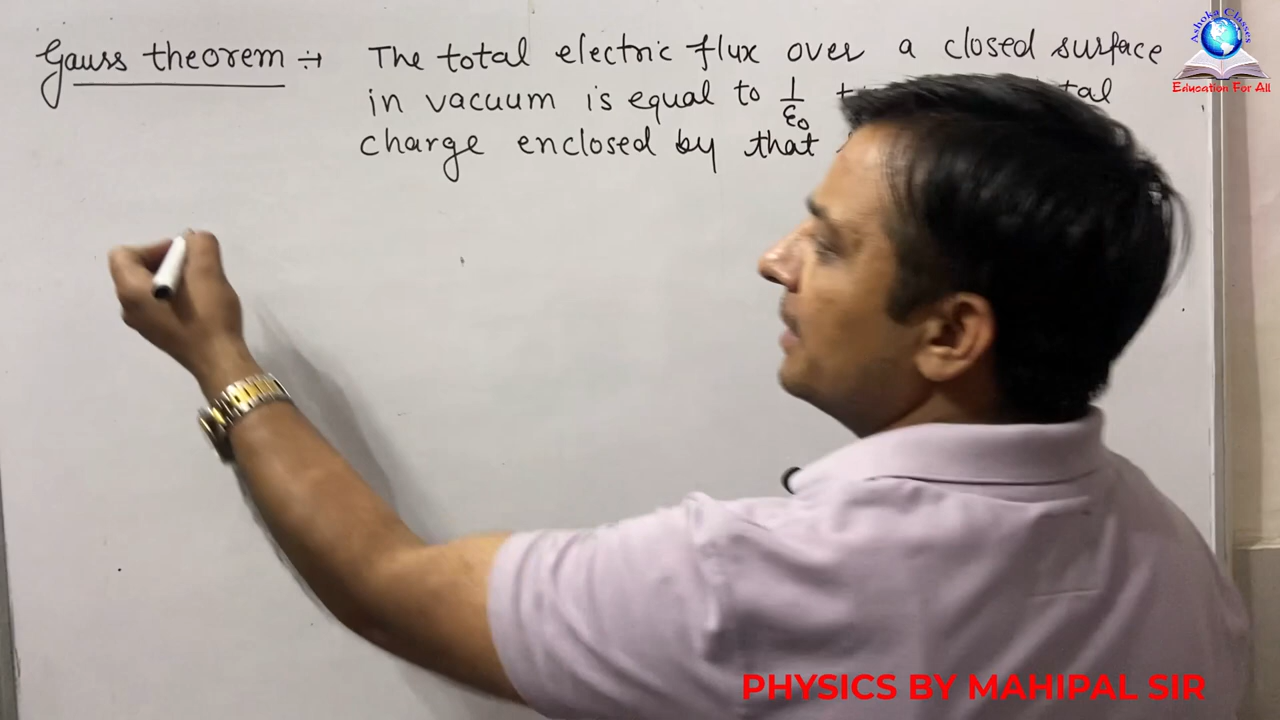 Gauss theorem :→ The total electric flux over a closed surface
in vacuum is equal to 1/ε0
charge enclosed by that
Ashoka Classes
Education For All
PHYSICS BY MAHIPAL SIR